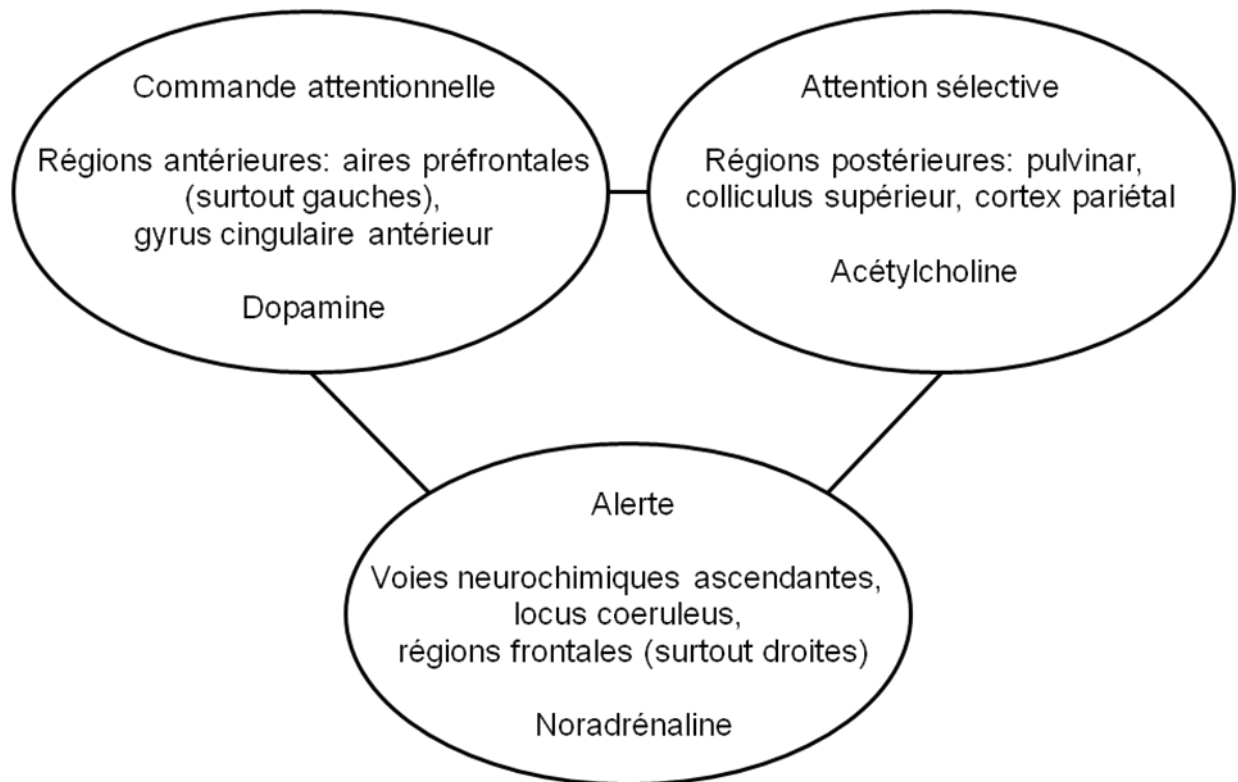 Commande attentionnelle
Régions antérieures: aires préfrontales
(surtout gauches),
gyrus cingulaire antérieur
Dopamine
Attention sélective
Régions postérieures: pulvinar,
colliculus supérieur, cortex pariétal
Acétylcholine
Alerte
Voies neurochimiques ascendantes,
locus coeruleus,
régions frontales (surtout droites)
Noradrénaline